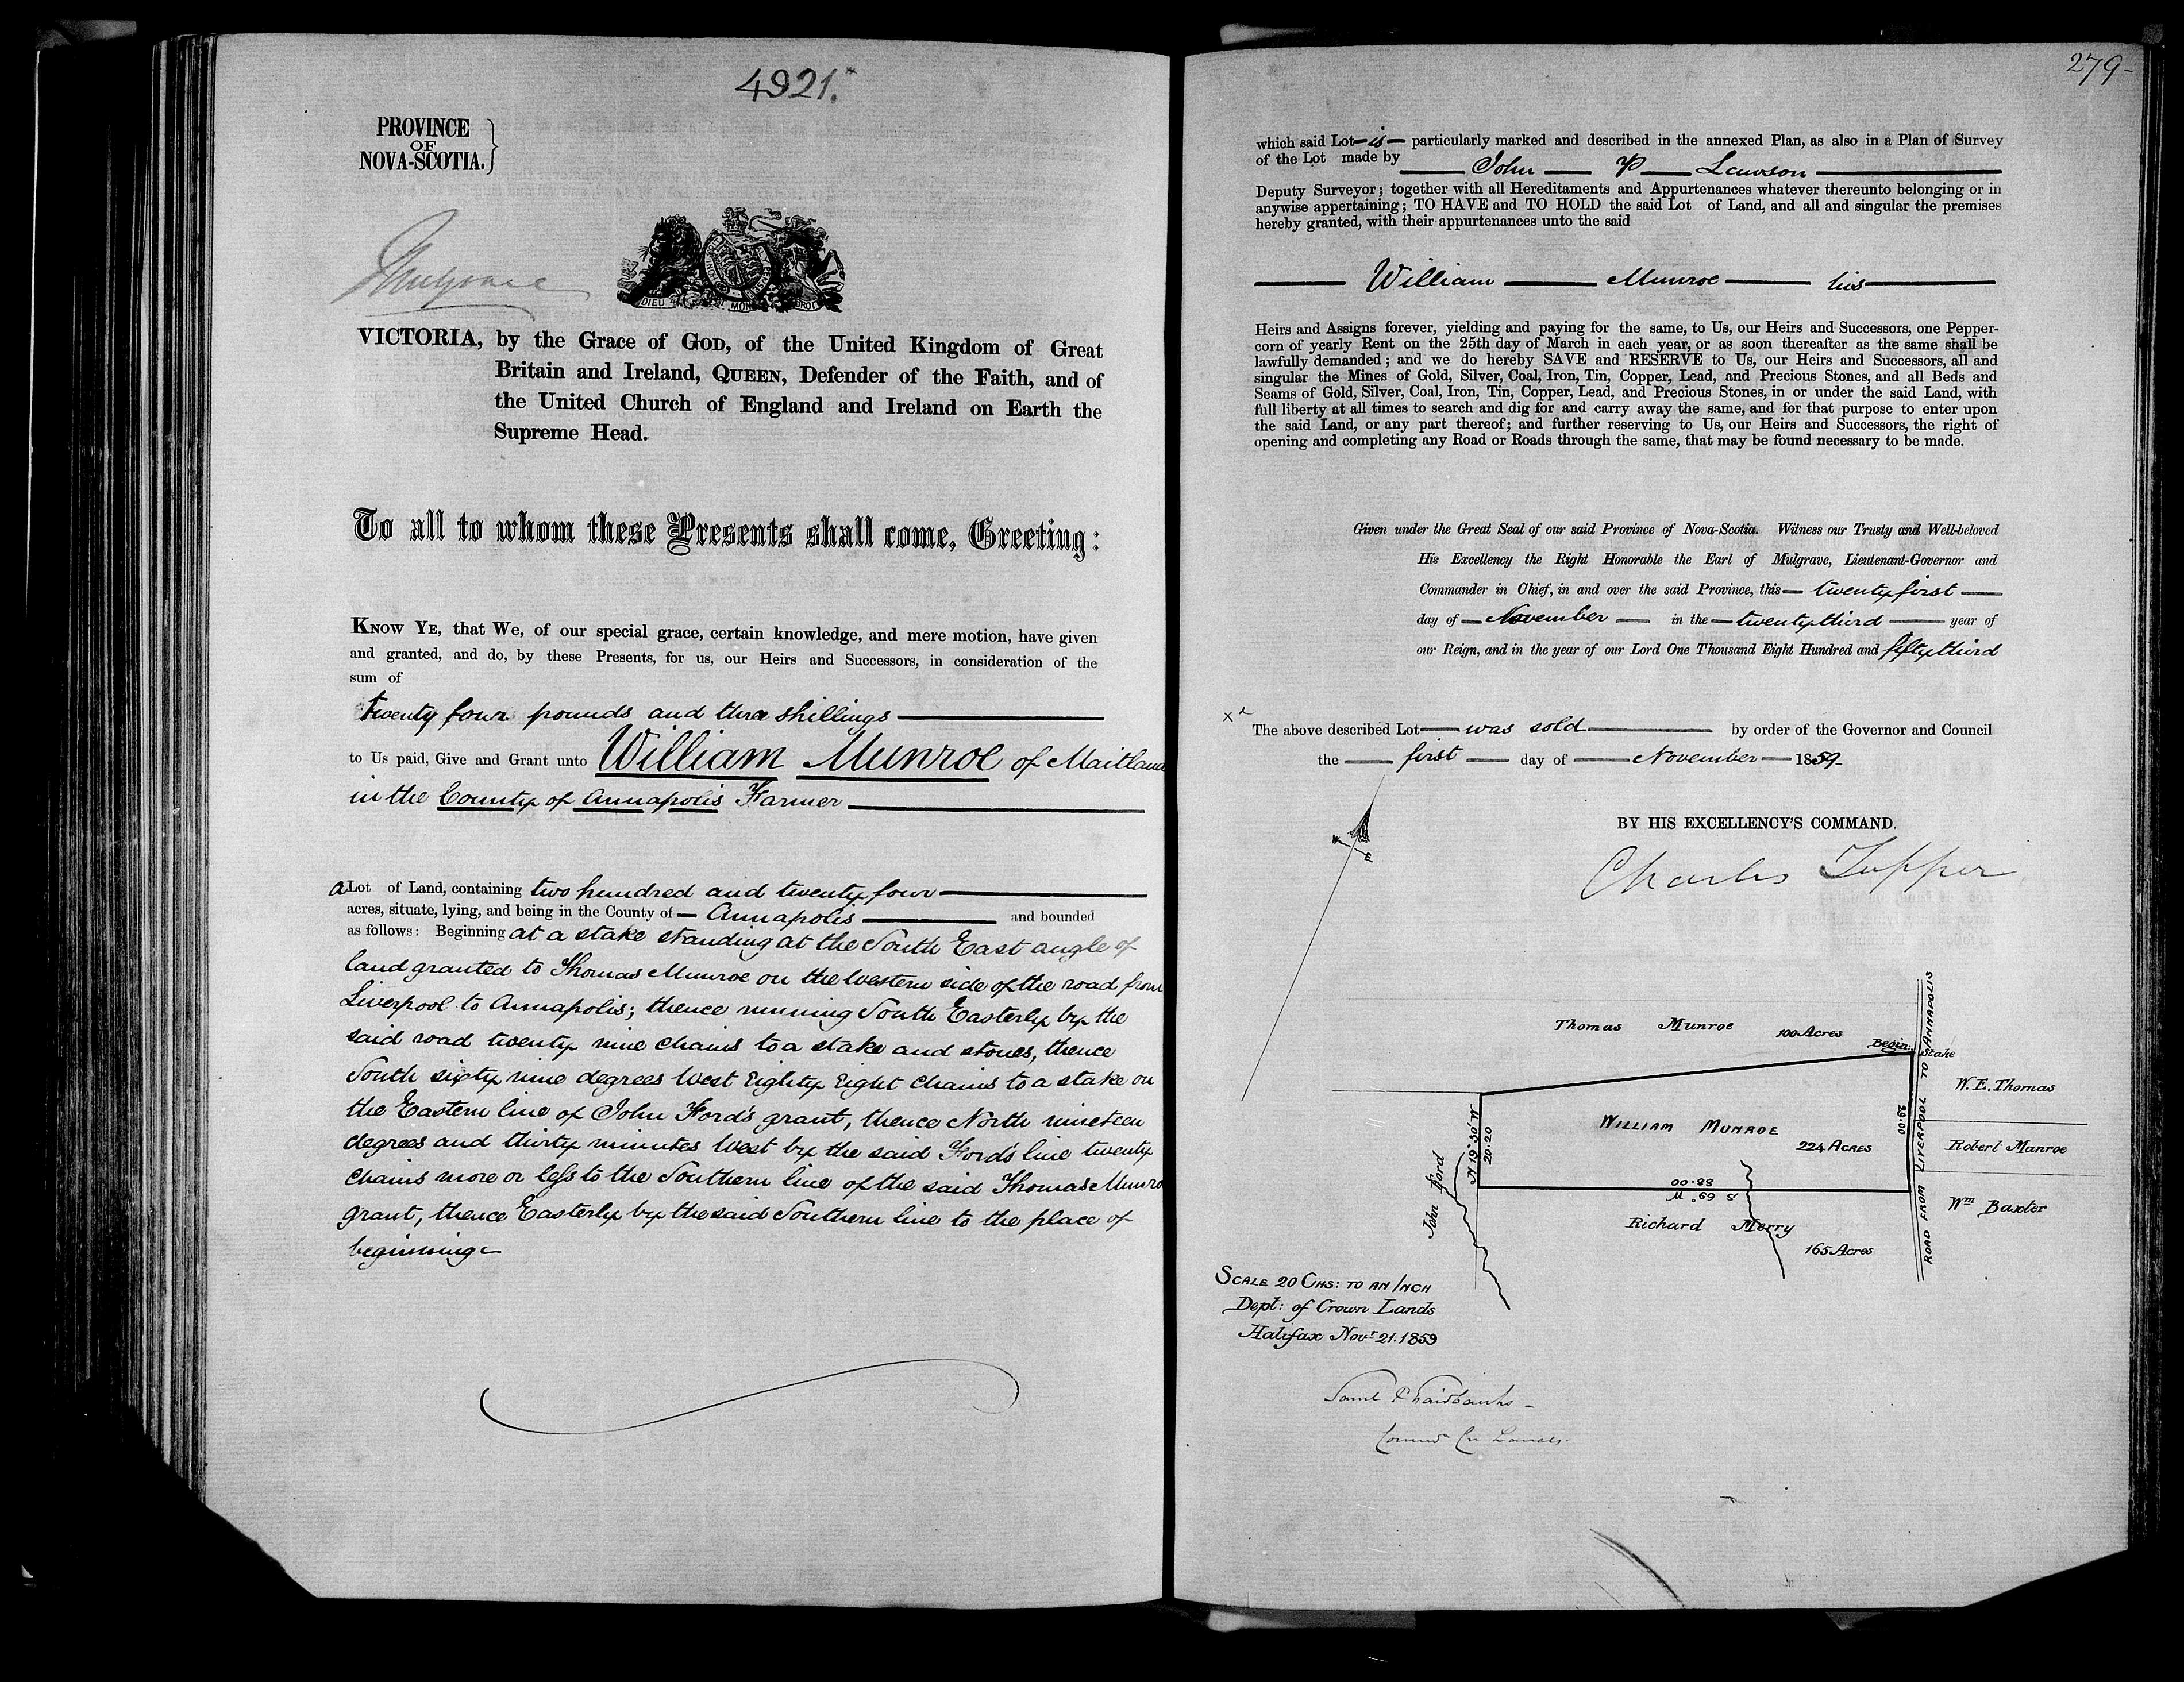 4921.
PROVINCE
OF
NOVA-SCOTIA.
Mulgrave
DIEU ET MON DROIT
VICTORIA, by the Grace of GOD, of the United Kingdom of Great
Britain and Ireland, QUEEN, Defender of the Faith, and of
the United Church of England and Ireland on Earth the
Supreme Head.
To all to whom these Presents shall come, Greeting:
KNOW YE, that We, of our special grace, certain knowledge, and mere motion, have given
and granted, and do, by these Presents, for us, our Heirs and Successors, in consideration of the
sum of
twenty four pounds and three shillings
to Us paid, Give and Grant unto William Munroe of Maitland
in the County of Annapolis Farmer
a Lot of Land, containing two hundred and twenty four
acres, situate, lying, and being in the County of Annapolis and bounded
as follows: Beginning at a stake standing at the South East angle of
land granted to Thomas Munroe on the Western side of the road from
Liverpool to Annapolis; thence running South Easterly by the
said road twenty nine chains to a stake and stones, thence
South sixty nine degrees West Eighty Eight chains to a stake on
the Eastern line of John Ford's grant, thence North nineteen
degrees and thirty minutes West by the said Ford's line twenty
chains more or less to the Southern line of the said Thomas Munro
grant, thence Easterly by the said Southern line to the place of
beginning
279-
which said Lot is particularly marked and described in the annexed Plan, as also in a Plan of Survey
of the Lot made by John P Lawson
Deputy Surveyor; together with all Hereditaments and Appurtenances whatever thereunto belonging or in
anywise appertaining; TO HAVE and TO HOLD the said Lot of Land, and all and singular the premises
hereby granted, with their appurtenances unto the said
William Munroe his
Heirs and Assigns forever, yielding and paying for the same, to Us, our Heirs and Successors, one Pepper-
corn of yearly Rent on the 25th day of March in each year, or as soon thereafter as the same shall be
lawfully demanded; and we do hereby SAVE and RESERVE to Us, our Heirs and Successors, all and
singular the Mines of Gold, Silver, Coal, Iron, Tin, Copper, Lead, and Precious Stones, and all Beds and
Seams of Gold, Silver, Coal, Iron, Tin, Copper, Lead, and Precious Stones, in or under the said Land, with
full liberty at all times to search and dig for and carry away the same, and for that purpose to enter upon
the said Land, or any part thereof; and further reserving to Us, our Heirs and Successors, the right of
opening and completing any Road or Roads through the same, that may be found necessary to be made.
Given under the Great Seal of our said Province of Nova-Scotia. Witness our Trusty and Well-beloved
His Excellency the Right Honorable the Earl of Mulgrave, Lieutenant-Governor and
Commander in Chief, in and over the said Province, this twenty first
day of November in the twenty third year of
our Reign, and in the year of our Lord One Thousand Eight Hundred and fifty third
The above described Lot was sold by order of the Governor and Council
the first day of November 1859-
BY HIS EXCELLENCY'S COMMAND.
Charles Tupper
W E
Thomas Munroe 100 Acres
Begin: Stake
W. E. Thomas
William Munroe
224 Acres
29.00
Robert Munroe
N 19° 30' W
20.20
88.00
S 69° W
Wm Baxter
John Ford
Richard Merry
165 Acres
Road from Liverpool to Annapolis
Scale 20 Chs: to an Inch
Dept: of Crown Lands
Halifax Novr 21. 1859
Saml P Fairbanks-
Commr Cn Lands.